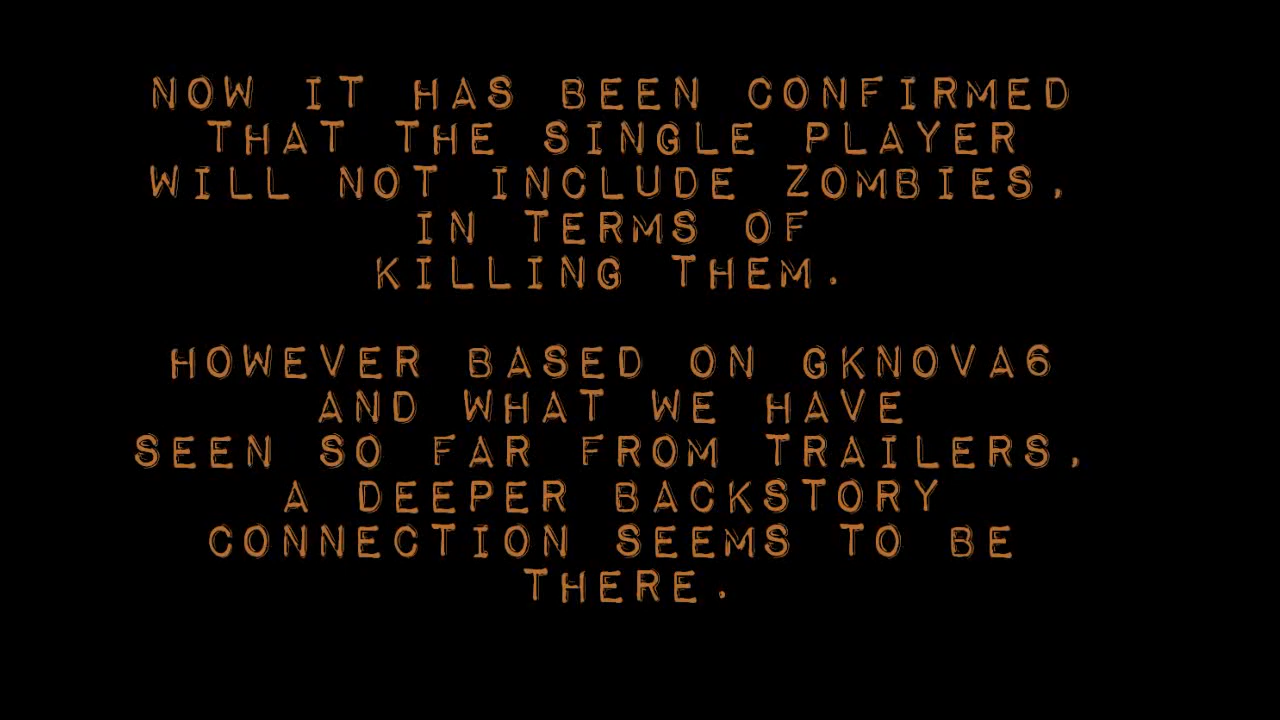 NOW IT HAS BEEN CONFIRMED
THAT THE SINGLE PLAYER
WILL NOT INCLUDE ZOMBIES,
IN TERMS OF
KILLING THEM.
HOWEVER BASED ON GKNOVA6
AND WHAT WE HAVE
SEEN SO FAR FROM TRAILERS,
A DEEPER BACKSTORY
CONNECTION SEEMS TO BE
THERE.